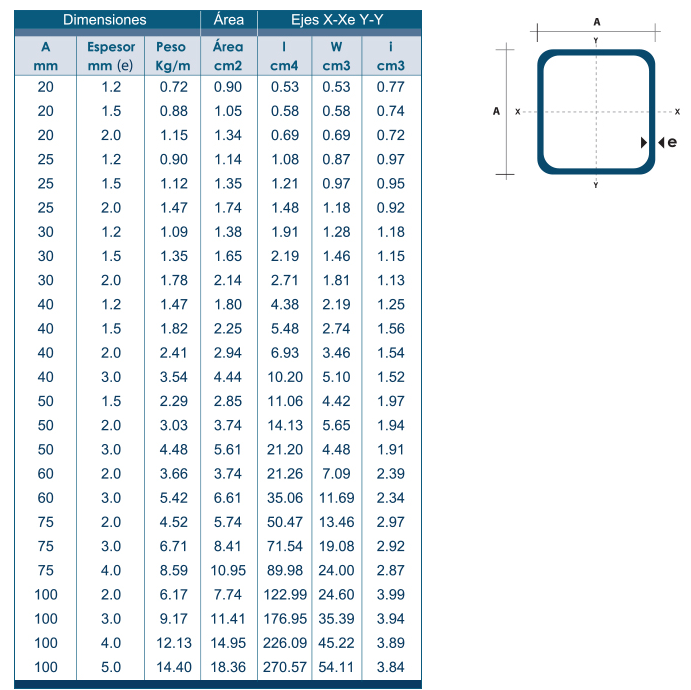 Dimensiones Área Ejes X-Xe Y-Y
A Espesor Peso Área I W i
mm mm (e) Kg/m cm2 cm4 cm3 cm3
20 1.2 0.72 0.90 0.53 0.53 0.77
20 1.5 0.88 1.05 0.58 0.58 0.74
20 2.0 1.15 1.34 0.69 0.69 0.72
25 1.2 0.90 1.14 1.08 0.87 0.97
25 1.5 1.12 1.35 1.21 0.97 0.95
25 2.0 1.47 1.74 1.48 1.18 0.92
30 1.2 1.09 1.38 1.91 1.28 1.18
30 1.5 1.35 1.65 2.19 1.46 1.15
30 2.0 1.78 2.14 2.71 1.81 1.13
40 1.2 1.47 1.80 4.38 2.19 1.25
40 1.5 1.82 2.25 5.48 2.74 1.56
40 2.0 2.41 2.94 6.93 3.46 1.54
40 3.0 3.54 4.44 10.20 5.10 1.52
50 1.5 2.29 2.85 11.06 4.42 1.97
50 2.0 3.03 3.74 14.13 5.65 1.94
50 3.0 4.48 5.61 21.20 4.48 1.91
60 2.0 3.66 3.74 21.26 7.09 2.39
60 3.0 5.42 6.61 35.06 11.69 2.34
75 2.0 4.52 5.74 50.47 13.46 2.97
75 3.0 6.71 8.41 71.54 19.08 2.92
75 4.0 8.59 10.95 89.98 24.00 2.87
100 2.0 6.17 7.74 122.99 24.60 3.99
100 3.0 9.17 11.41 176.95 35.39 3.94
100 4.0 12.13 14.95 226.09 45.22 3.89
100 5.0 14.40 18.36 270.57 54.11 3.84
A
Y
A X X
e
Y